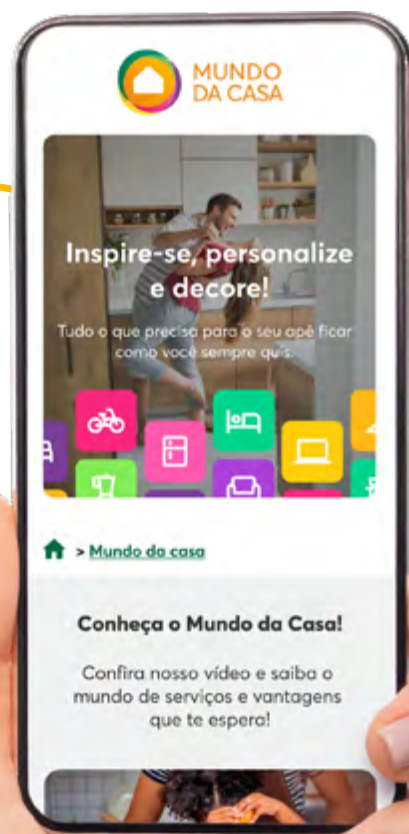 MUNDO
DA CASA
Inspire-se, personalize
e decore!
Tudo o que precisa para o seu apê ficar
como você sempre quis.
> Mundo da casa
Conheça o Mundo da Casa!
Confira nosso vídeo e saiba o
mundo de serviços e vantagens
que te espera!